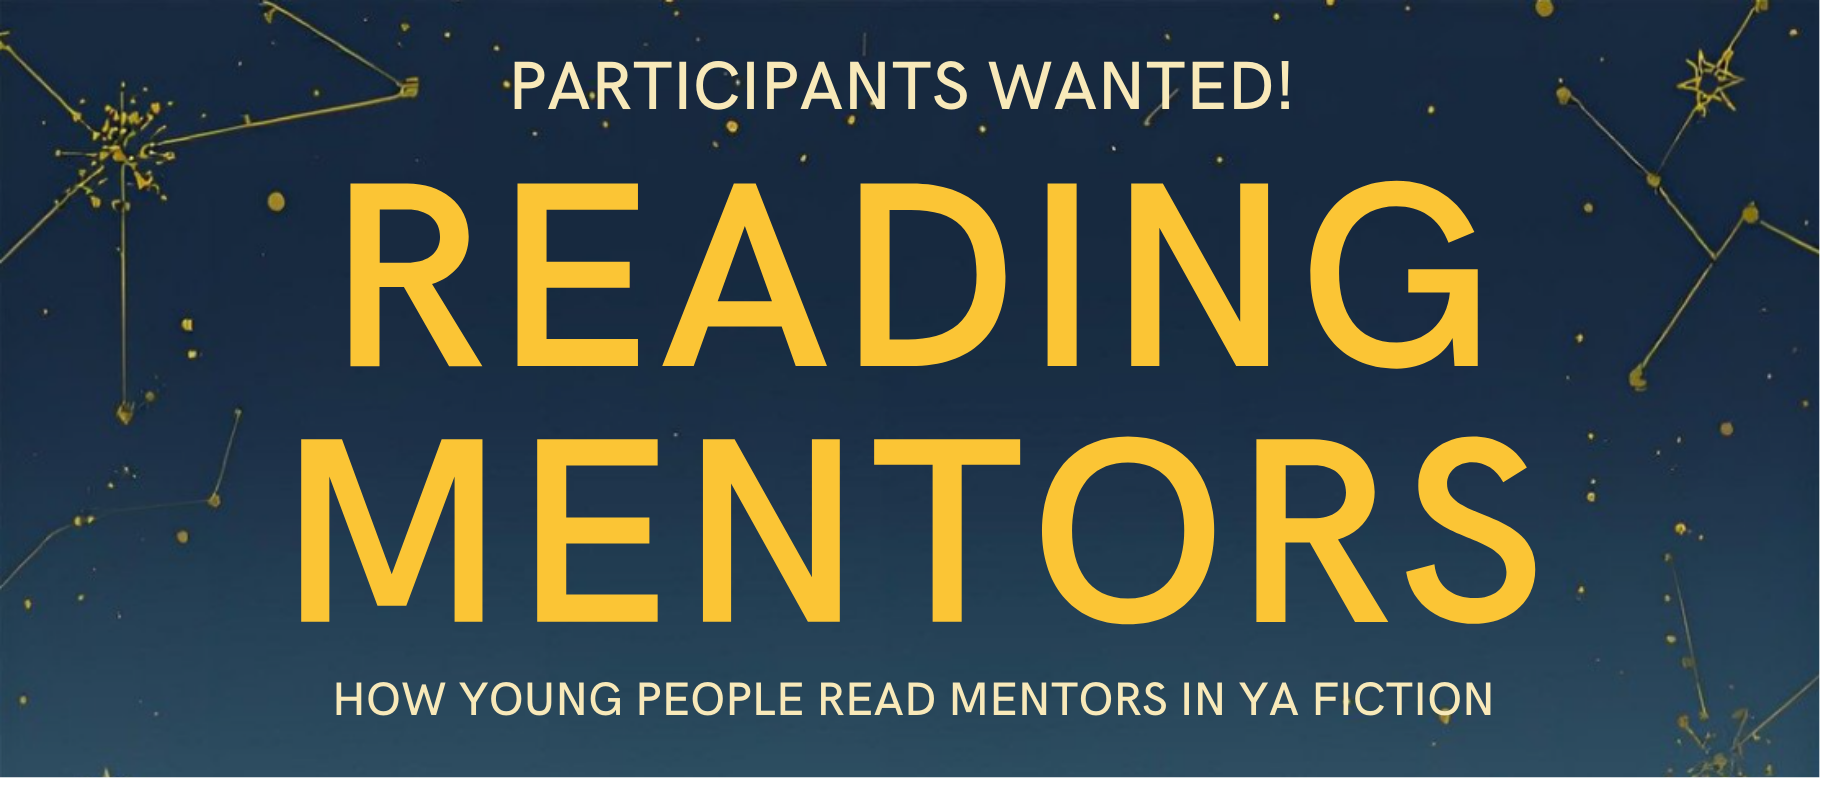 PARTICIPANTS WANTED!
READING
MENTORS
HOW YOUNG PEOPLE READ MENTORS IN YA FICTION